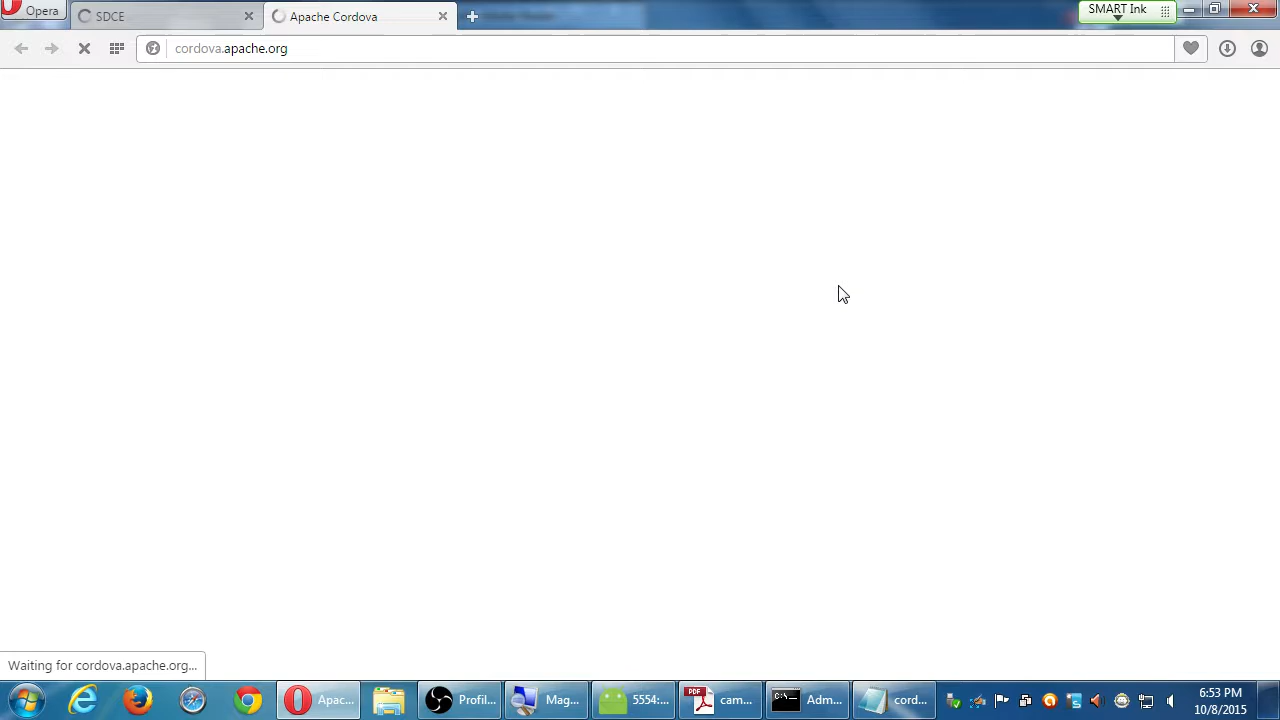 Opera
SDCE
Apache Cordova
SMART Ink
cordova.apache.org
Waiting for cordova.apache.org...
Apac...
Profil...
Mag...
5554:...
PDF
cam...
C:\
Adm...
cord...
6:53 PM
10/8/2015